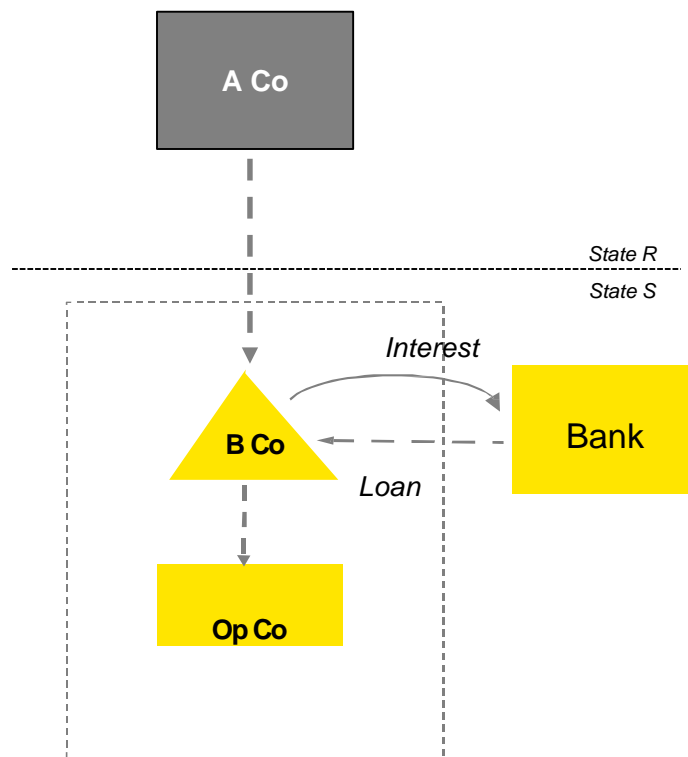 A Co
State R
State S
Interest
Bank
B Co
Loan
Op Co